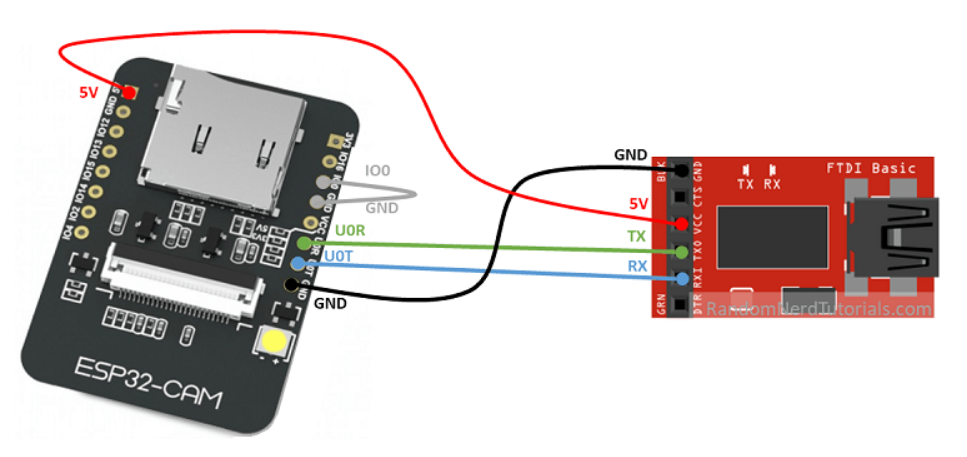 5V
5V
GND
IO12
IO13
IO15
IO14
IO2
IO4
3V3
IO16
IO0
GND
VCC
U0R
U0T
GND
IO0
GND
U0R
U0T
GND
3V3
5V
ESP32-CAM
- +
GND
5V
TX
RX
BLK
GRN
GND
CTS
VCC
TXO
RXI
DTR
TX RX
FTDI Basic
RandomNerdTutorials.com